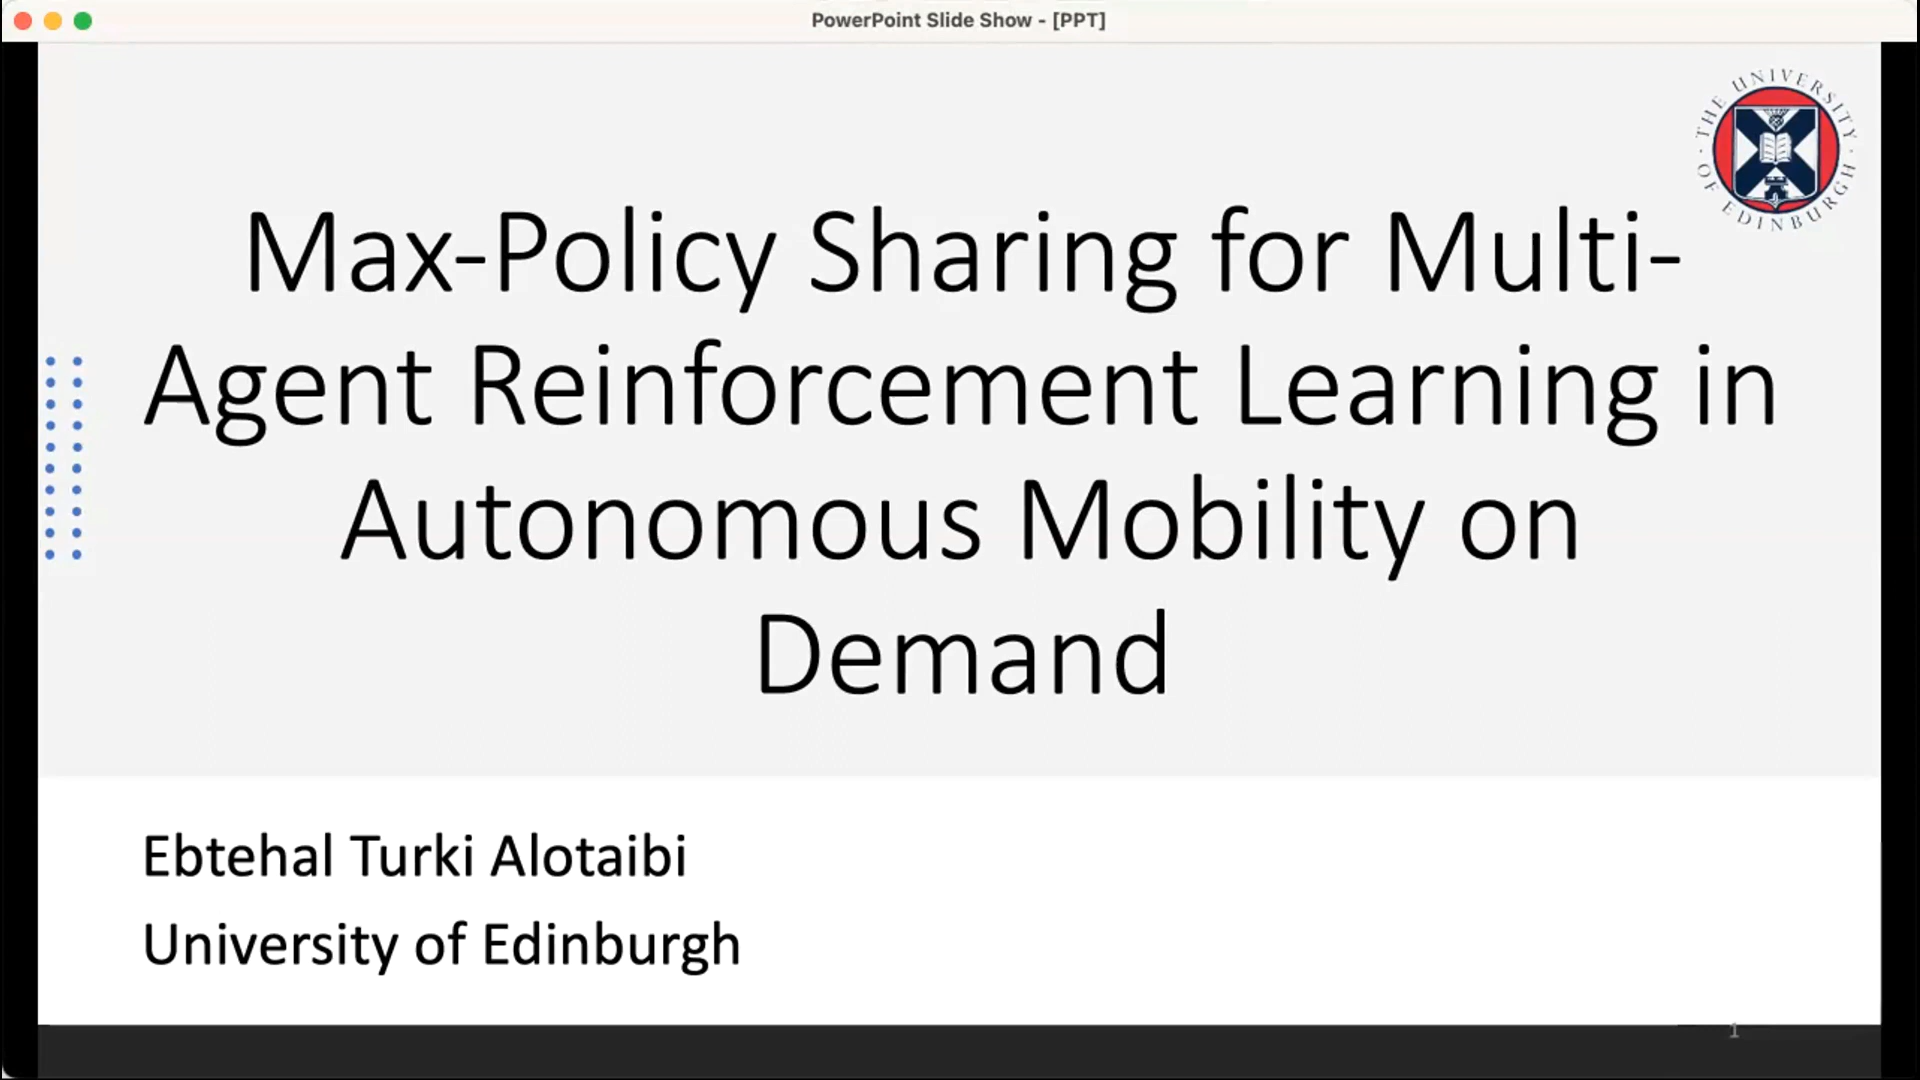 PowerPoint Slide Show - [PPT]
THE UNIVERSITY OF EDINBURGH
Max-Policy Sharing for Multi-
Agent Reinforcement Learning in
Autonomous Mobility on
Demand
Ebtehal Turki Alotaibi
University of Edinburgh
1